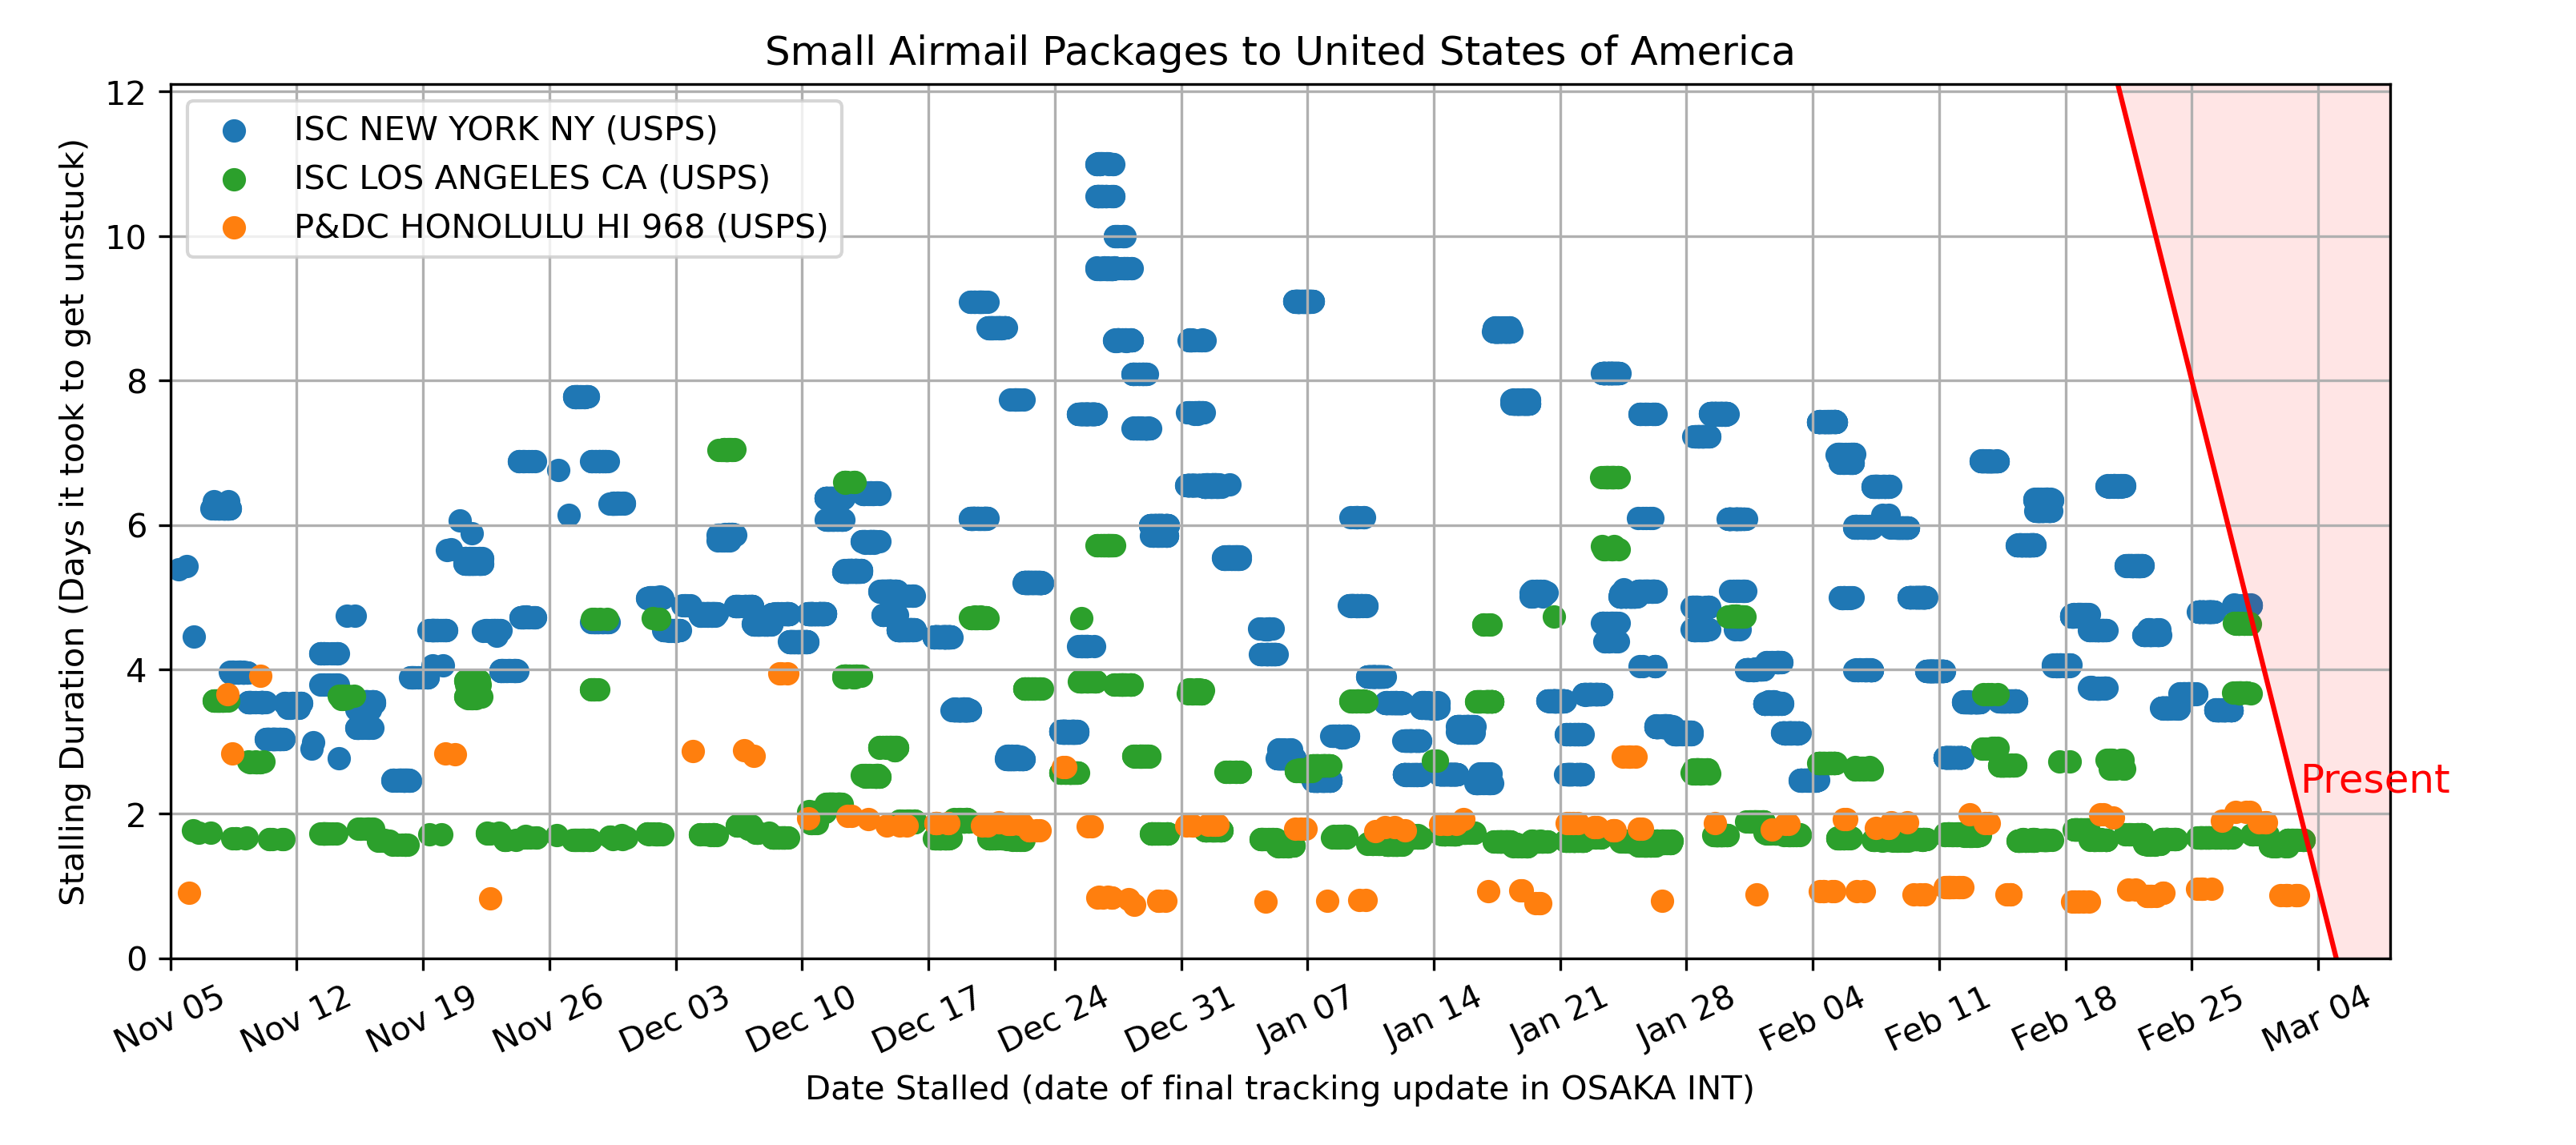 Small Airmail Packages to United States of America
12
10
8
6
4
2
0
Stalling Duration (Days it took to get unstuck)
ISC NEW YORK NY (USPS)
ISC LOS ANGELES CA (USPS)
P&DC HONOLULU HI 968 (USPS)
Present
Nov 05
Nov 12
Nov 19
Nov 26
Dec 03
Dec 10
Dec 17
Dec 24
Dec 31
Jan 07
Jan 14
Jan 21
Jan 28
Feb 04
Feb 11
Feb 18
Feb 25
Mar 04
Date Stalled (date of final tracking update in OSAKA INT)